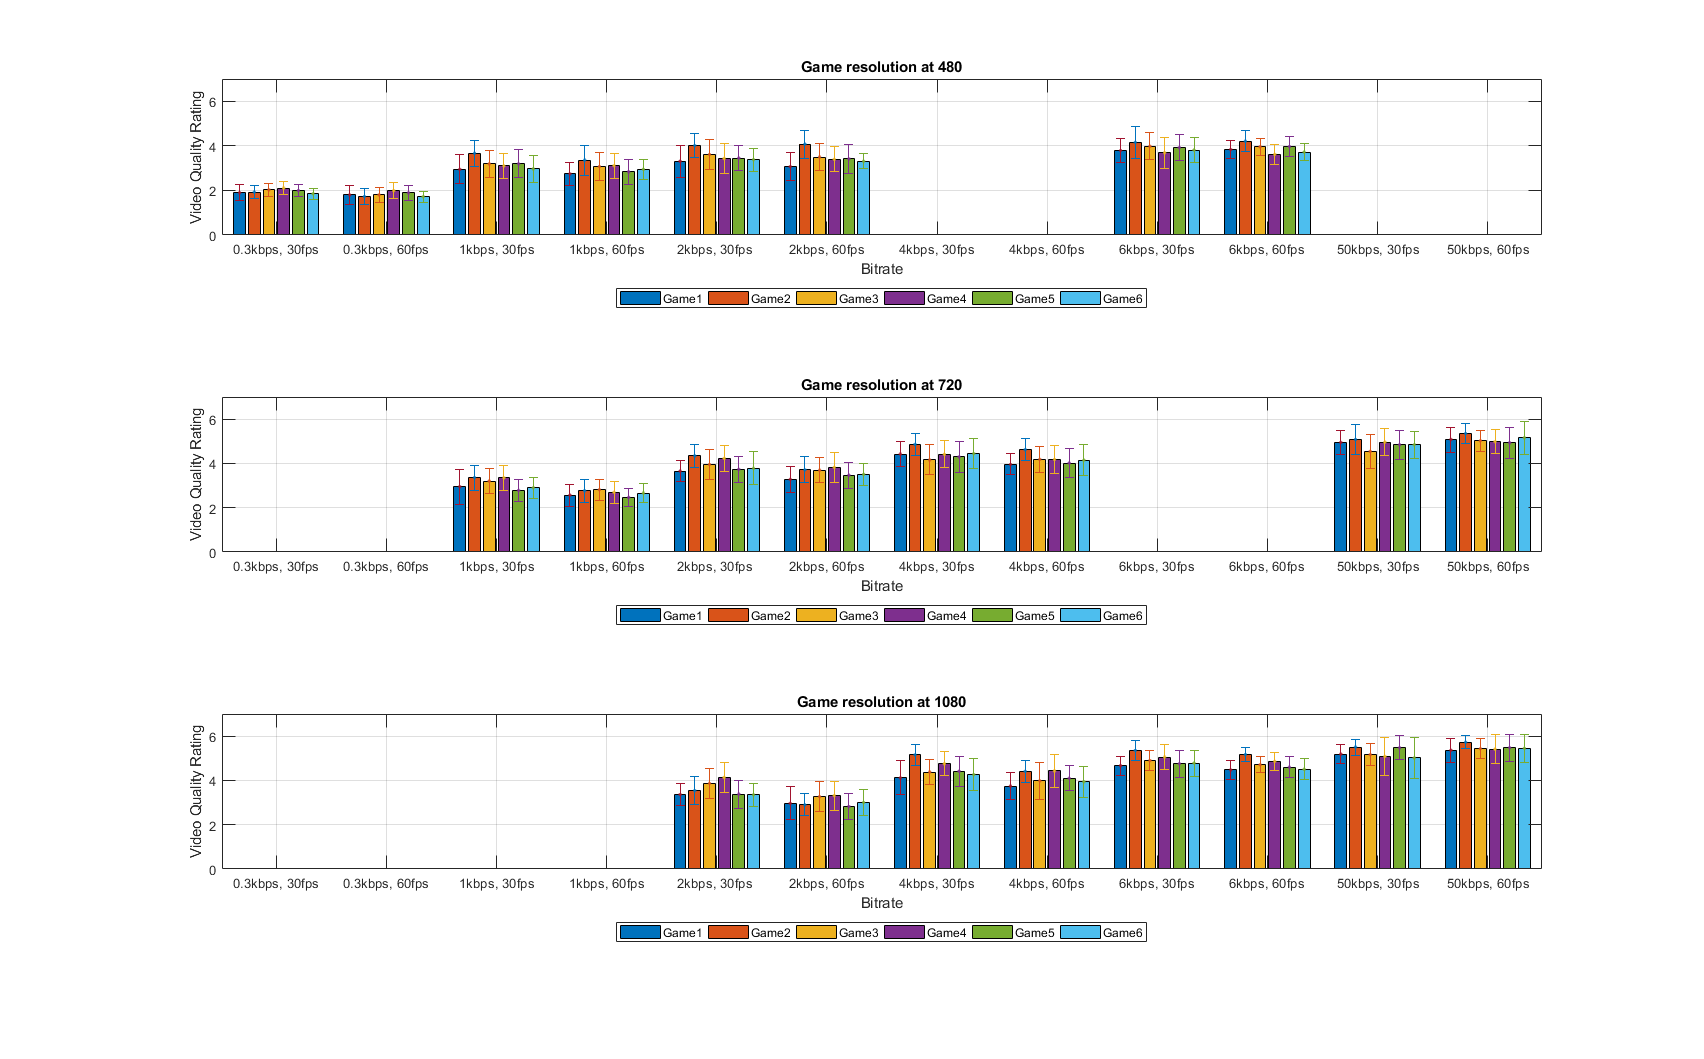 Game resolution at 480
Video Quality Rating
6
4
2
0
0.3kbps, 30fps 0.3kbps, 60fps 1kbps, 30fps 1kbps, 60fps 2kbps, 30fps 2kbps, 60fps 4kbps, 30fps 4kbps, 60fps 6kbps, 30fps 6kbps, 60fps 50kbps, 30fps 50kbps, 60fps
Bitrate
Game1 Game2 Game3 Game4 Game5 Game6
Game resolution at 720
Video Quality Rating
6
4
2
0
0.3kbps, 30fps 0.3kbps, 60fps 1kbps, 30fps 1kbps, 60fps 2kbps, 30fps 2kbps, 60fps 4kbps, 30fps 4kbps, 60fps 6kbps, 30fps 6kbps, 60fps 50kbps, 30fps 50kbps, 60fps
Bitrate
Game1 Game2 Game3 Game4 Game5 Game6
Game resolution at 1080
Video Quality Rating
6
4
2
0
0.3kbps, 30fps 0.3kbps, 60fps 1kbps, 30fps 1kbps, 60fps 2kbps, 30fps 2kbps, 60fps 4kbps, 30fps 4kbps, 60fps 6kbps, 30fps 6kbps, 60fps 50kbps, 30fps 50kbps, 60fps
Bitrate
Game1 Game2 Game3 Game4 Game5 Game6